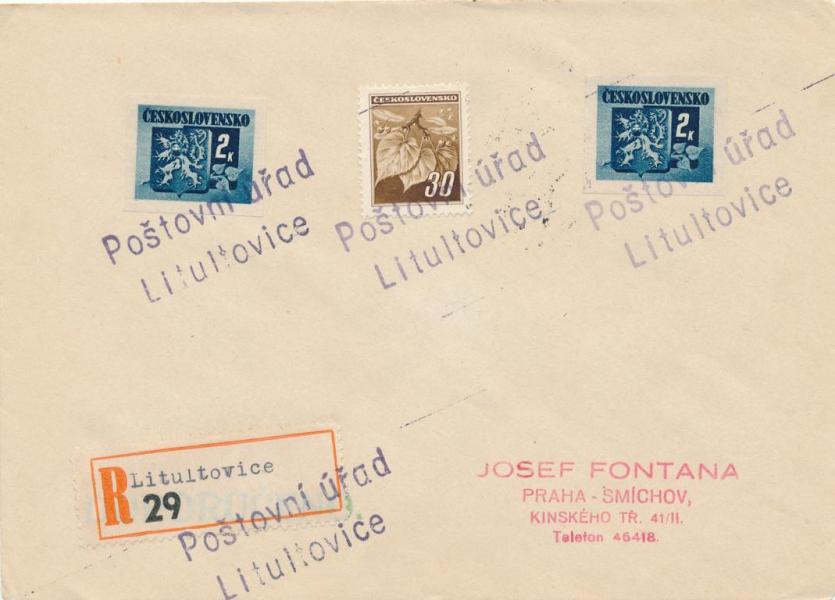 ČESKOSLOVENSKO
2K
ČESKOSLOVENSKO
30
ČESKOSLOVENSKO
2K
Poštovní úřad
Litultovice
Poštovní úřad
Litultovice
Poštovní úřad
Litultovice
R Litultovice
29
Poštovní úřad
Litultovice
JOSEF FONTANA
PRAHA - SMÍCHOV,
KINSKÉHO TŘ. 41/II.
Telefon 46418.